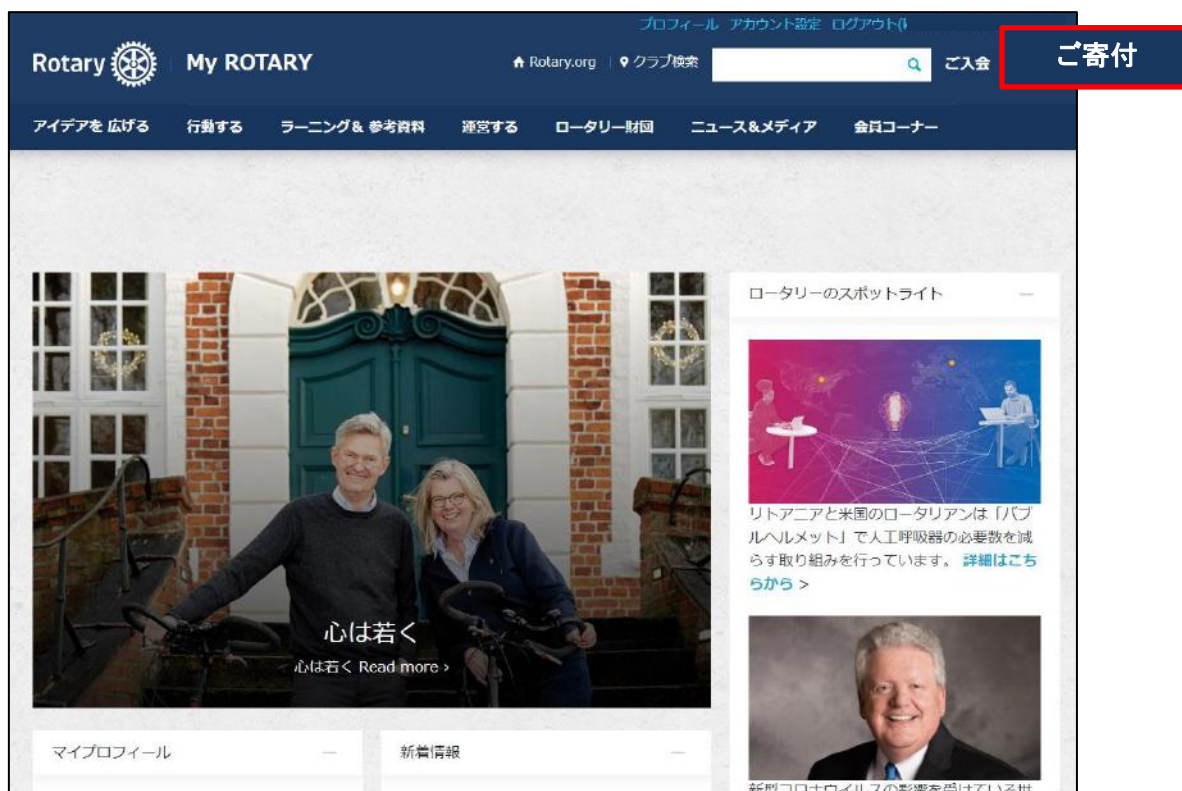 プロフィール アカウント設定 ログアウト(
Rotary My ROTARY Rotary.org クラブ検索 ご入会 ご寄付
アイデアを 広げる 行動する ラーニング& 参考資料 運営する ロータリー財団 ニュース&メディア 会員コーナー
ロータリーのスポットライト
リトアニアと米国のロータリアンは「バブ
ルヘルメット」で人工呼吸器の必要数を減
らす取り組みを行っています。 詳細はこち
らから >
心は若く
心は若く Read more ›
マイプロフィール 新着情報
新型コロナウイルスの影響を受けている世